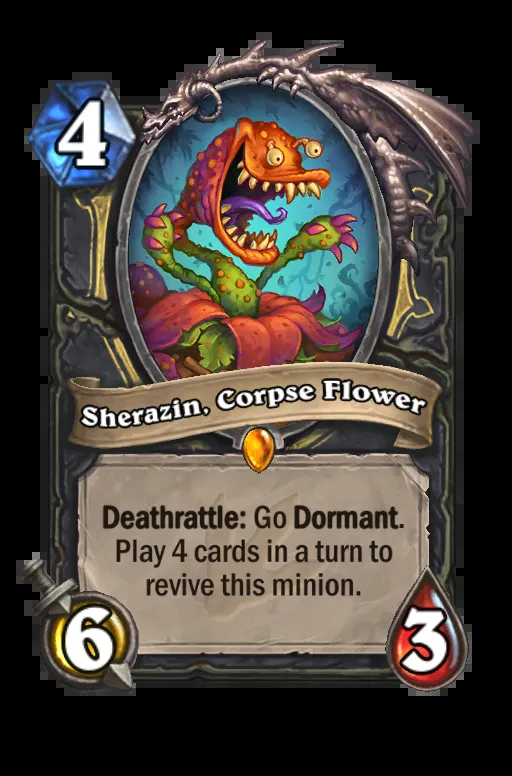 4
Sherazin, Corpse Flower
Deathrattle: Go Dormant.
Play 4 cards in a turn to
revive this minion.
6
3